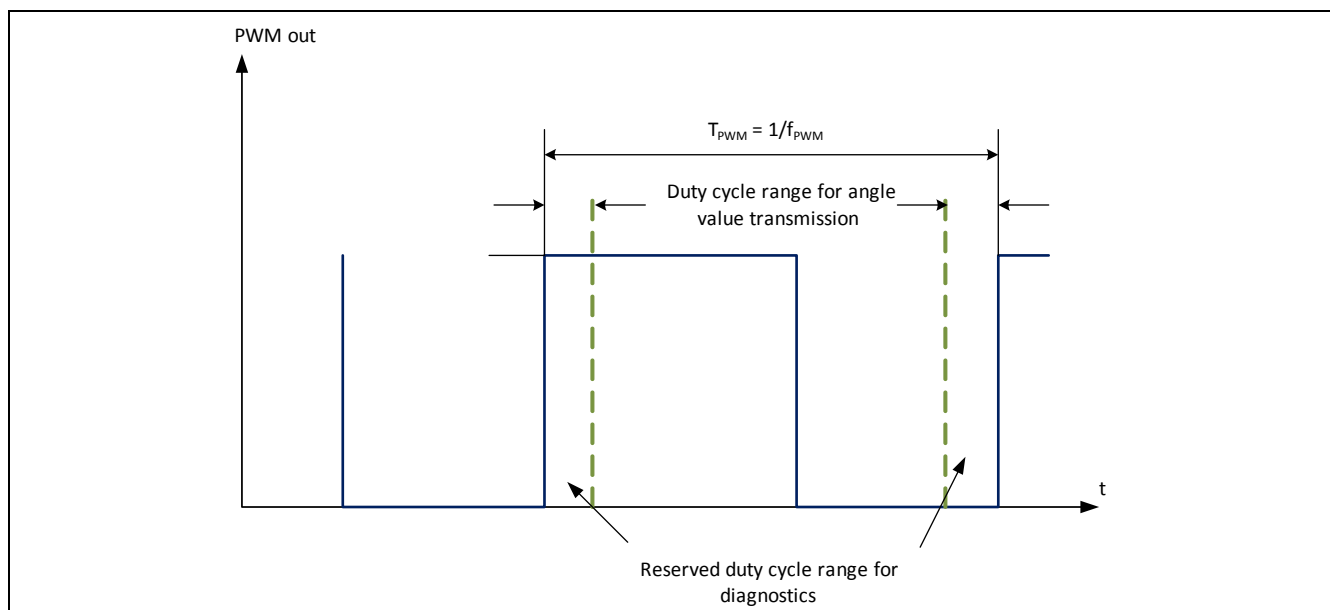 PWM out
T_PWM = 1/f_PWM
Duty cycle range for angle
value transmission
t
Reserved duty cycle range for
diagnostics